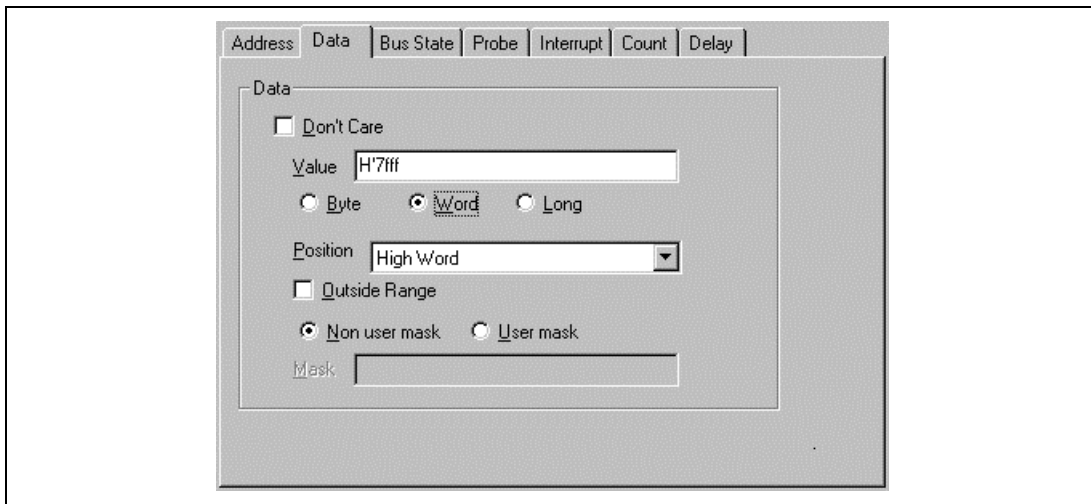 Address Data Bus State Probe Interrupt Count Delay
Data
Don't Care
Value H'7fff
Byte Word Long
Position High Word
Outside Range
Non user mask User mask
Mask